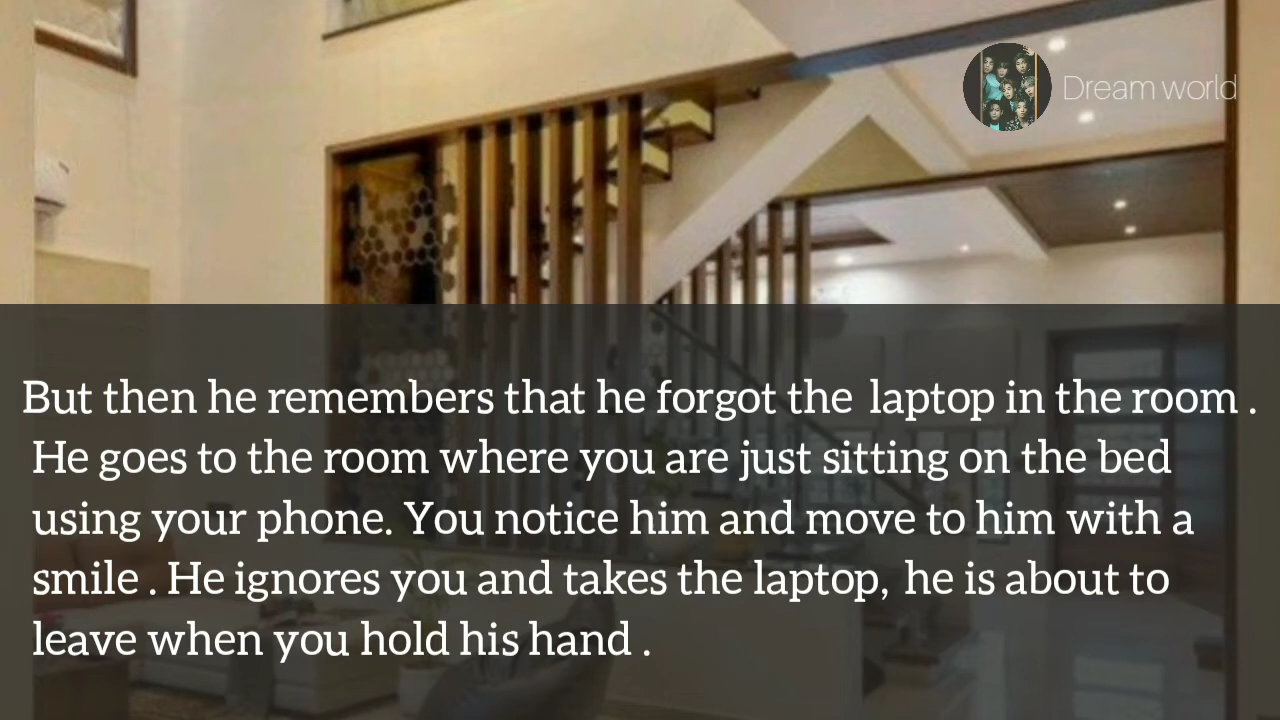 Dream world
But then he remembers that he forgot the laptop in the room .
He goes to the room where you are just sitting on the bed
using your phone. You notice him and move to him with a
smile . He ignores you and takes the laptop, he is about to
leave when you hold his hand .